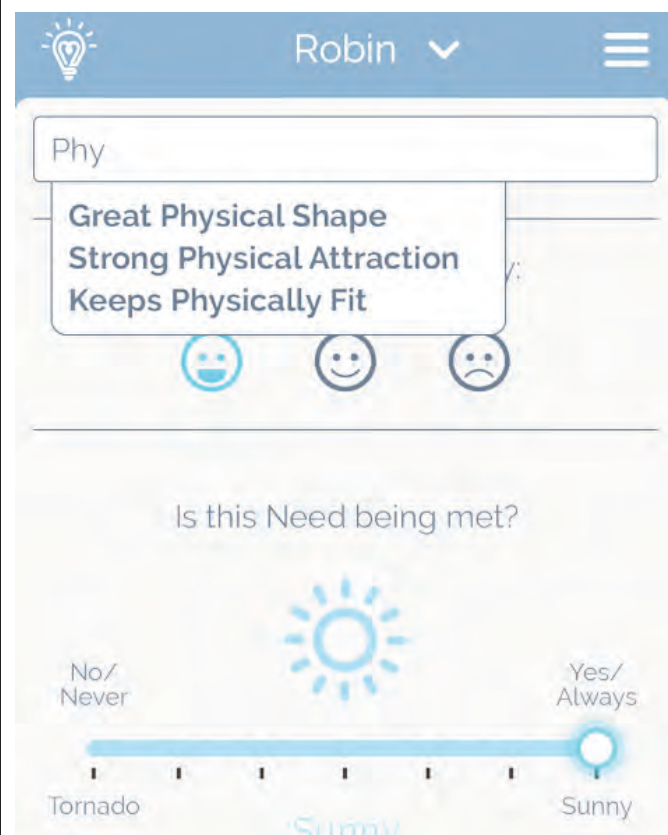 Robin
Phy
Great Physical Shape
Strong Physical Attraction
Keeps Physically Fit
y:
Is this Need being met?
No/
Never
Yes/
Always
Tornado
Sunny
Sunny